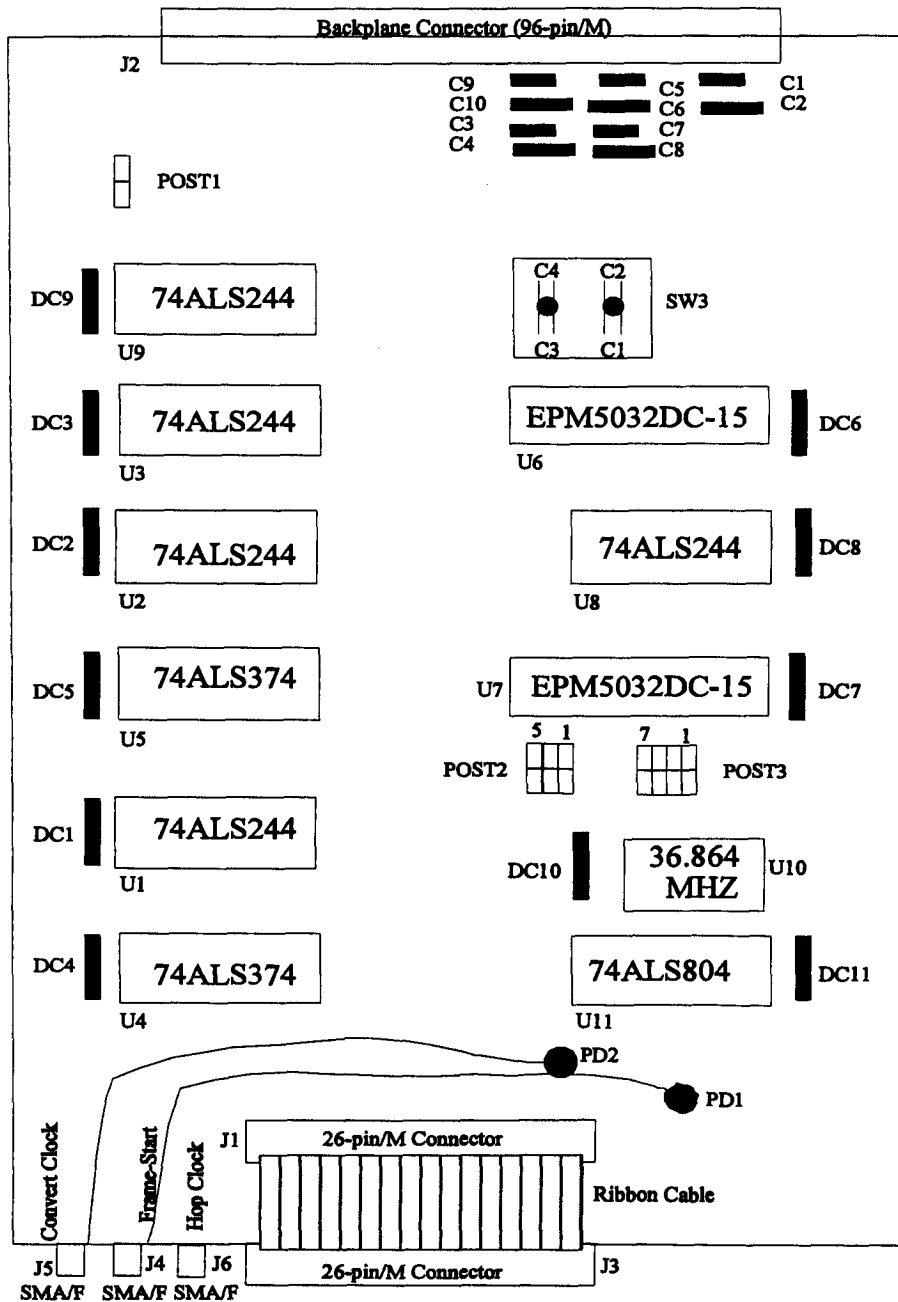 Backplane Connector (96-pin/M)
J2
C9
C5
C1
C10
C6
C2
C3
C7
C4
C8
POST1
DC9
74ALS244
U9
C4
C2
C3
C1
SW3
DC3
74ALS244
U3
EPM5032DC-15
U6
DC6
DC2
74ALS244
U2
74ALS244
U8
DC8
DC5
74ALS374
U5
U7
EPM5032DC-15
DC7
5 1
7 1
POST2
POST3
DC1
74ALS244
U1
DC10
36.864
MHZ
U10
DC4
74ALS374
U4
74ALS804
U11
DC11
PD2
PD1
Convert Clock
Frame-Start
Hop Clock
J1
26-pin/M Connector
Ribbon Cable
J5
J4
J6
26-pin/M Connector
J3
SMA/F
SMA/F
SMA/F